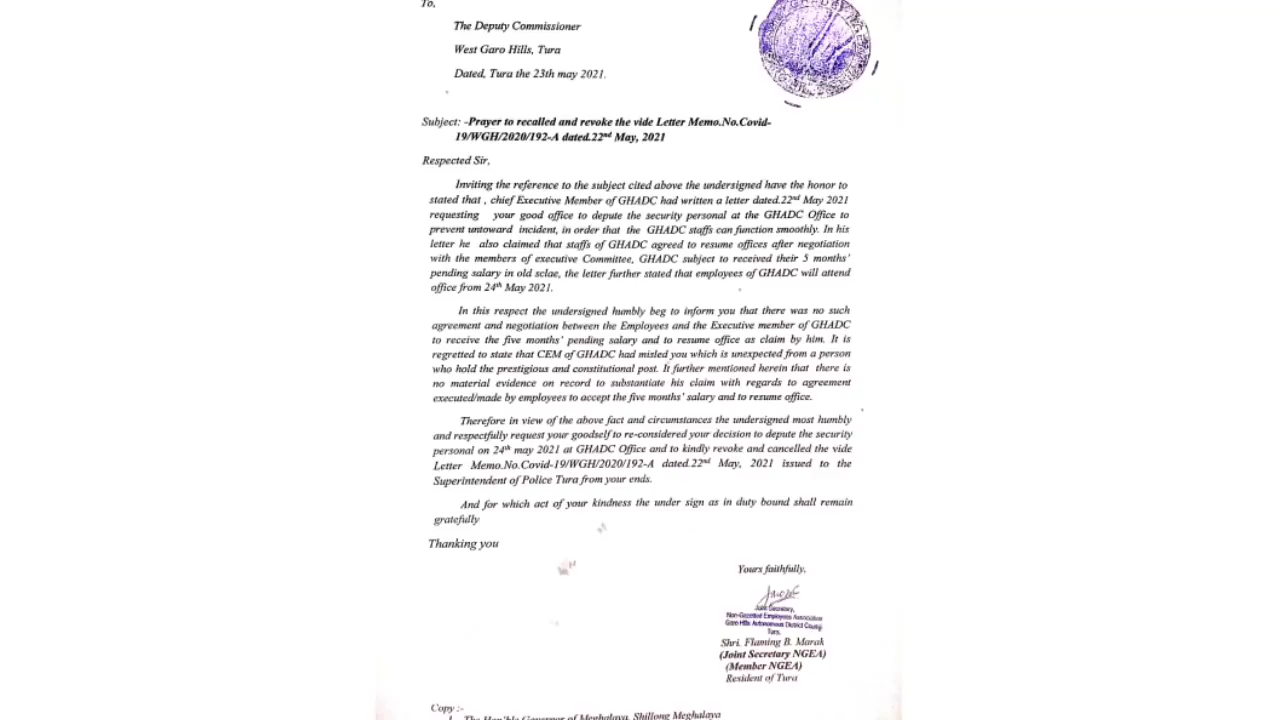 To,
The Deputy Commissioner
West Garo Hills, Tura
Dated, Tura the 23th may 2021.
Subject: -Prayer to recalled and revoke the vide Letter Memo.No.Covid-
19/WGH/2020/192-A dated.22nd May, 2021
Respected Sir,
Inviting the reference to the subject cited above the undersigned have the honor to
stated that , chief Executive Member of GHADC had written a letter dated.22nd May 2021
requesting your good office to depute the security personal at the GHADC Office to
prevent untoward incident, in order that the GHADC staffs can function smoothly. In his
letter he also claimed that staffs of GHADC agreed to resume offices after negotiation
with the members of executive Committee, GHADC subject to received their 5 months'
pending salary in old sclae, the letter further stated that employees of GHADC will attend
office from 24th May 2021.
In this respect the undersigned humbly beg to inform you that there was no such
agreement and negotiation between the Employees and the Executive member of GHADC
to receive the five months' pending salary and to resume office as claim by him. It is
regretted to state that CEM of GHADC had misled you which is unexpected from a person
who hold the prestigious and constitutional post. It further mentioned herein that there is
no material evidence on record to substantiate his claim with regards to agreement
executed/made by employees to accept the five months' salary and to resume office.
Therefore in view of the above fact and circumstances the undersigned most humbly
and respectfully request your goodself to re-considered your decision to depute the security
personal on 24th may 2021 at GHADC Office and to kindly revoke and cancelled the vide
Letter Memo.No.Covid-19/WGH/2020/192-A dated.22nd May, 2021 issued to the
Superintendent of Police Tura from your ends.
And for which act of your kindness the under sign as in duty bound shall remain
gratefully
Thanking you
Yours faithfully,
Joint Secretary,
Non-Gazetted Employees Association
Garo Hills Autonomous District Council
Tura.
Shri. Flaming B. Marak
(Joint Secretary NGEA)
(Member NGEA)
Resident of Tura
Copy :-
1. The Hon'ble Governor of Meghalaya, Shillong Meghalaya